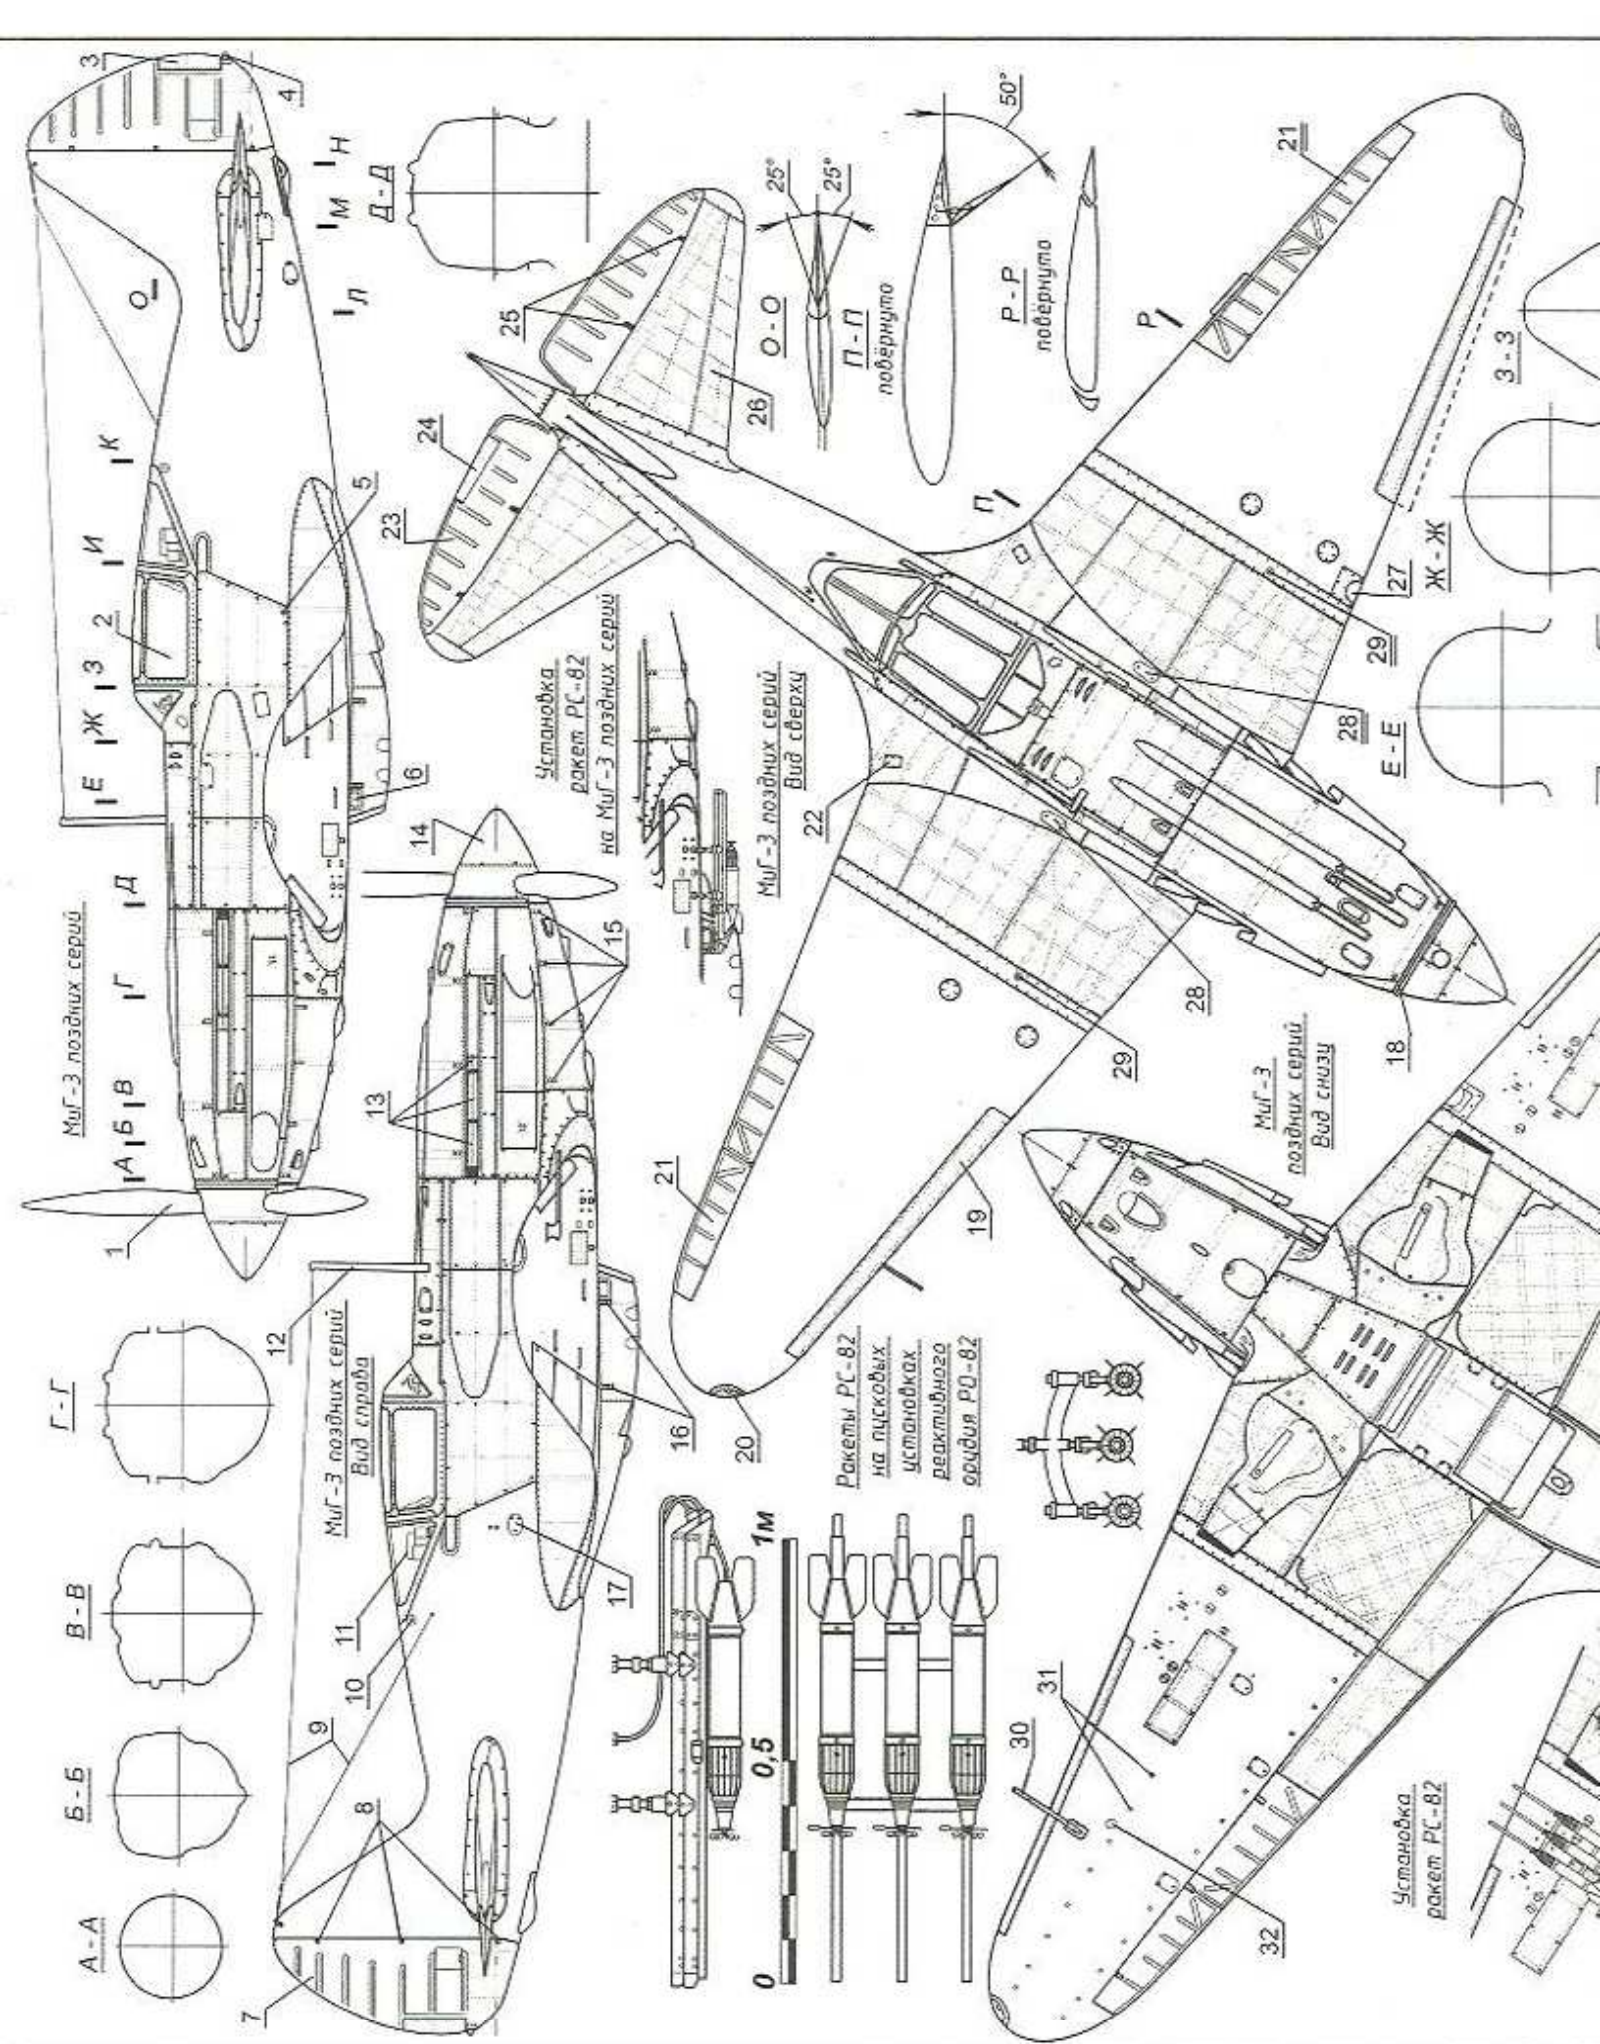 А - А
Б - Б
В - В
Г - Г
МиГ-3 поздних серий
1
А
Б
В
Г
Д
Е
Ж
З
И
К
Л
М
Н
О
2
3
4
5
6
Д - Д
7
8
9
10
11
12
МиГ-3 поздних серий
Вид справа
13
14
15
16
17
Установка
ракет РС-82
на МиГ-3 поздних серий
23
24
25
26
О - О
25°
25°
П - П
повёрнуто
50°
Р - Р
повёрнуто
МиГ-3 поздних серий
Вид сверху
0
0,5
1м
Ракеты РС-82
на пусковых
установках
реактивного
орудия РО-82
18
19
20
21
21
22
27
28
28
29
29
П
Р
МиГ-3
поздних серий
Вид снизу
30
31
32
Е - Е
Ж - Ж
З - З
Установка
ракет РС-82